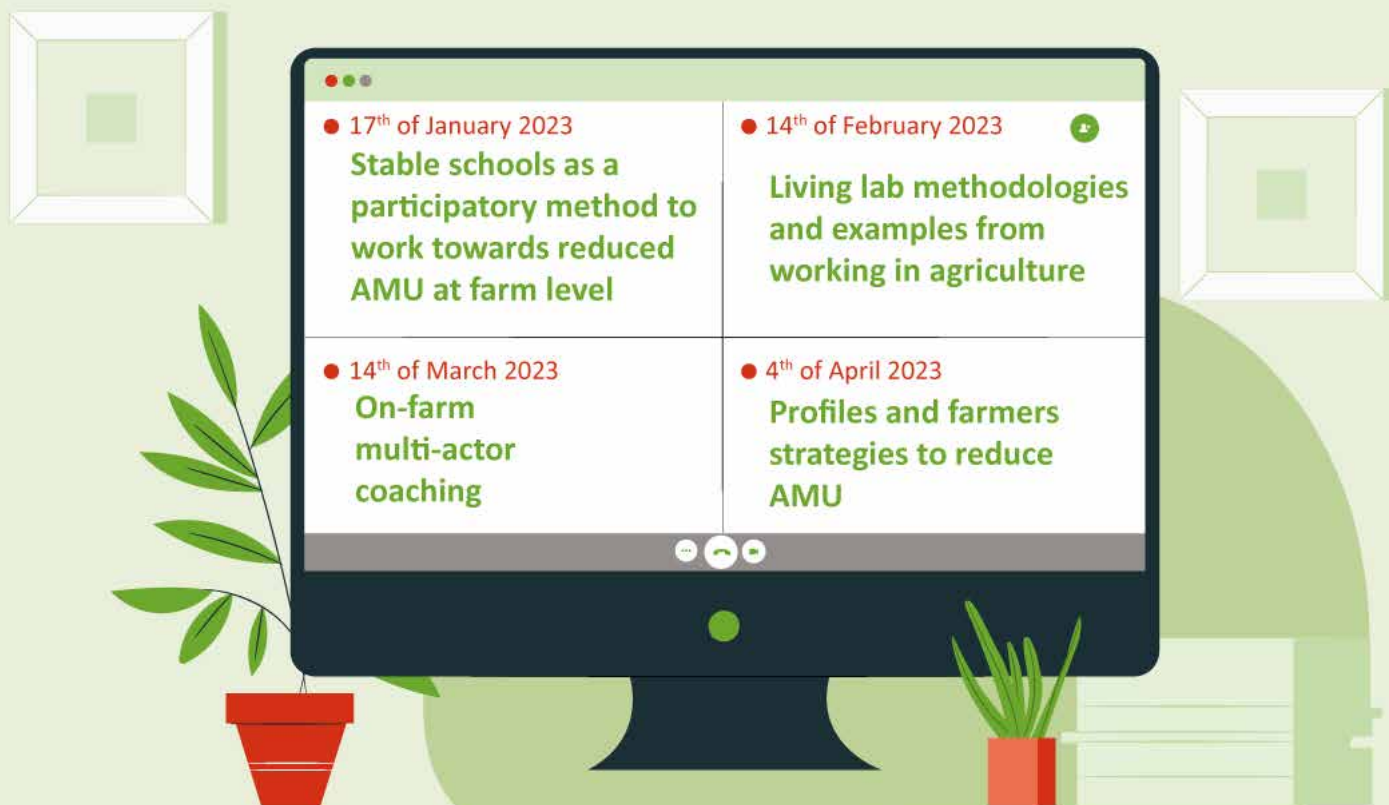 17th of January 2023
Stable schools as a
participatory method to
work towards reduced
AMU at farm level
14th of February 2023
Living lab methodologies
and examples from
working in agriculture
14th of March 2023
On-farm
multi-actor
coaching
4th of April 2023
Profiles and farmers
strategies to reduce
AMU